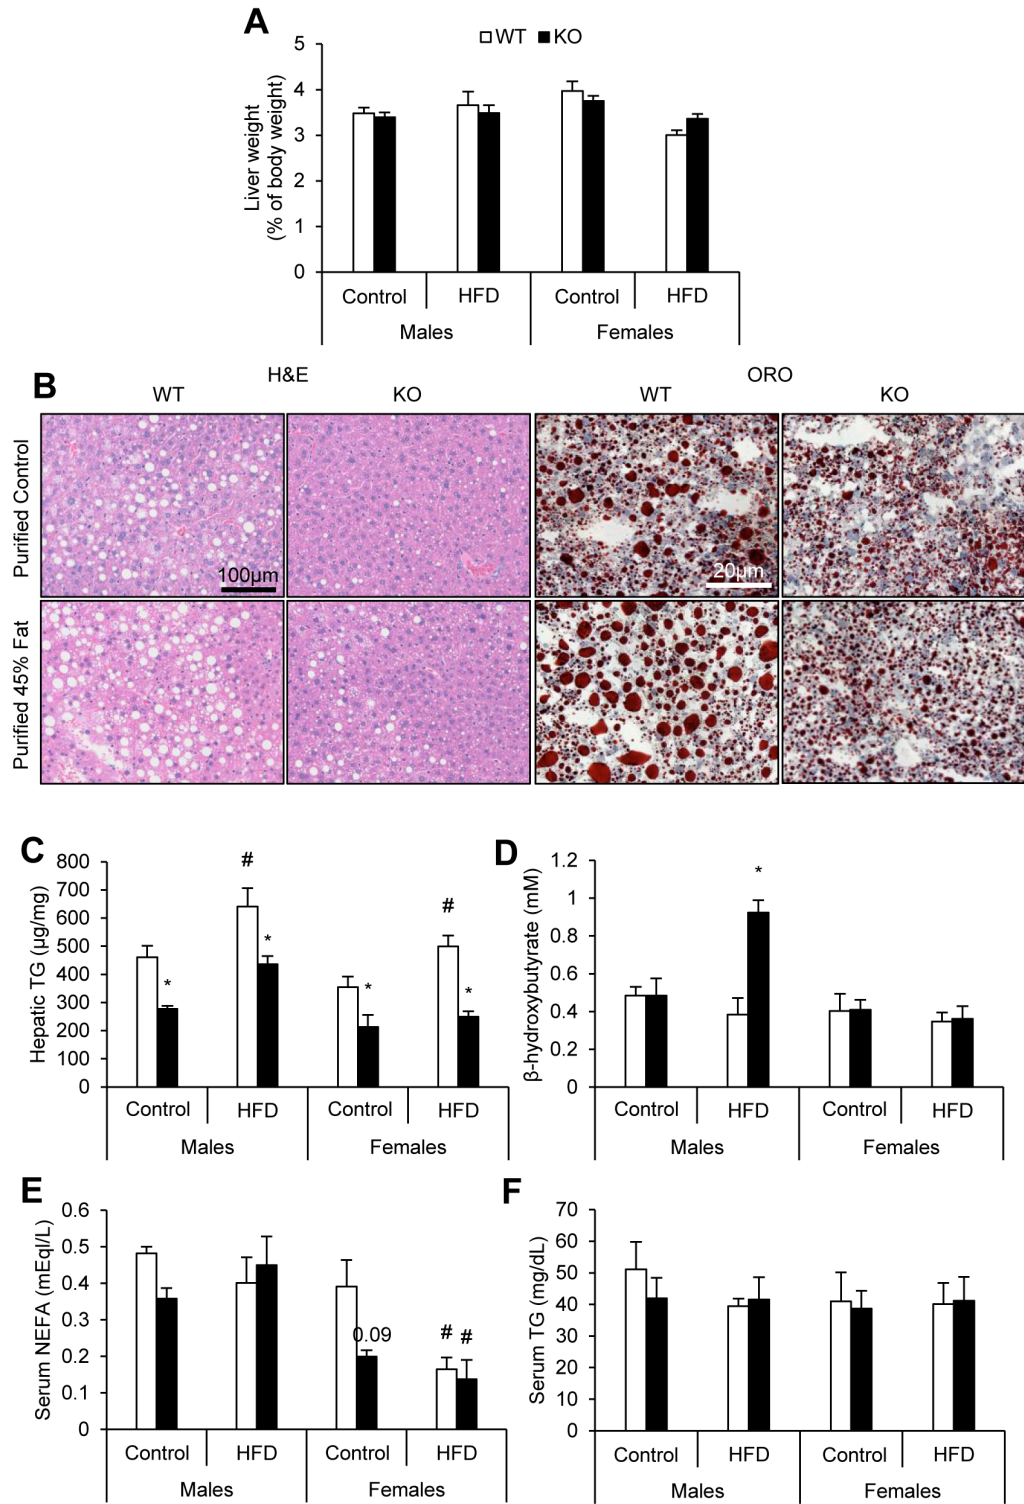 A
WT KO
Liver weight
(% of body weight)
5
4
3
2
1
0
Control HFD Control HFD
Males Females
B
H&E ORO
WT KO WT KO
Purified Control
100µm
20µm
Purified 45% Fat
C
Hepatic TG (µg/mg)
800
700
600
500
400
300
200
100
0
# #
* * * *
Control HFD Control HFD
Males Females
D
β-hydroxybutyrate (mM)
1.2
1
0.8
0.6
0.4
0.2
0
*
Control HFD Control HFD
Males Females
E
Serum NEFA (mEql/L)
0.6
0.5
0.4
0.3
0.2
0.1
0
0.09
# #
Control HFD Control HFD
Males Females
F
Serum TG (mg/dL)
70
60
50
40
30
20
10
0
Control HFD Control HFD
Males Females